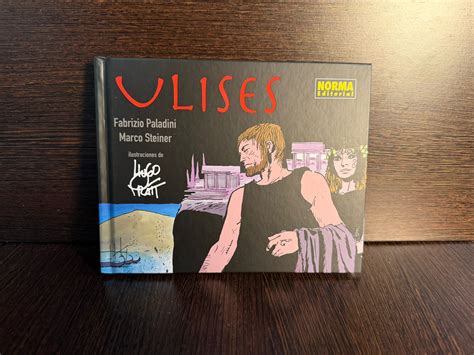 ULISES
NORMA
Editorial
Fabrizio Paladini
Marco Steiner
ilustraciones de
HUGO
PRATT